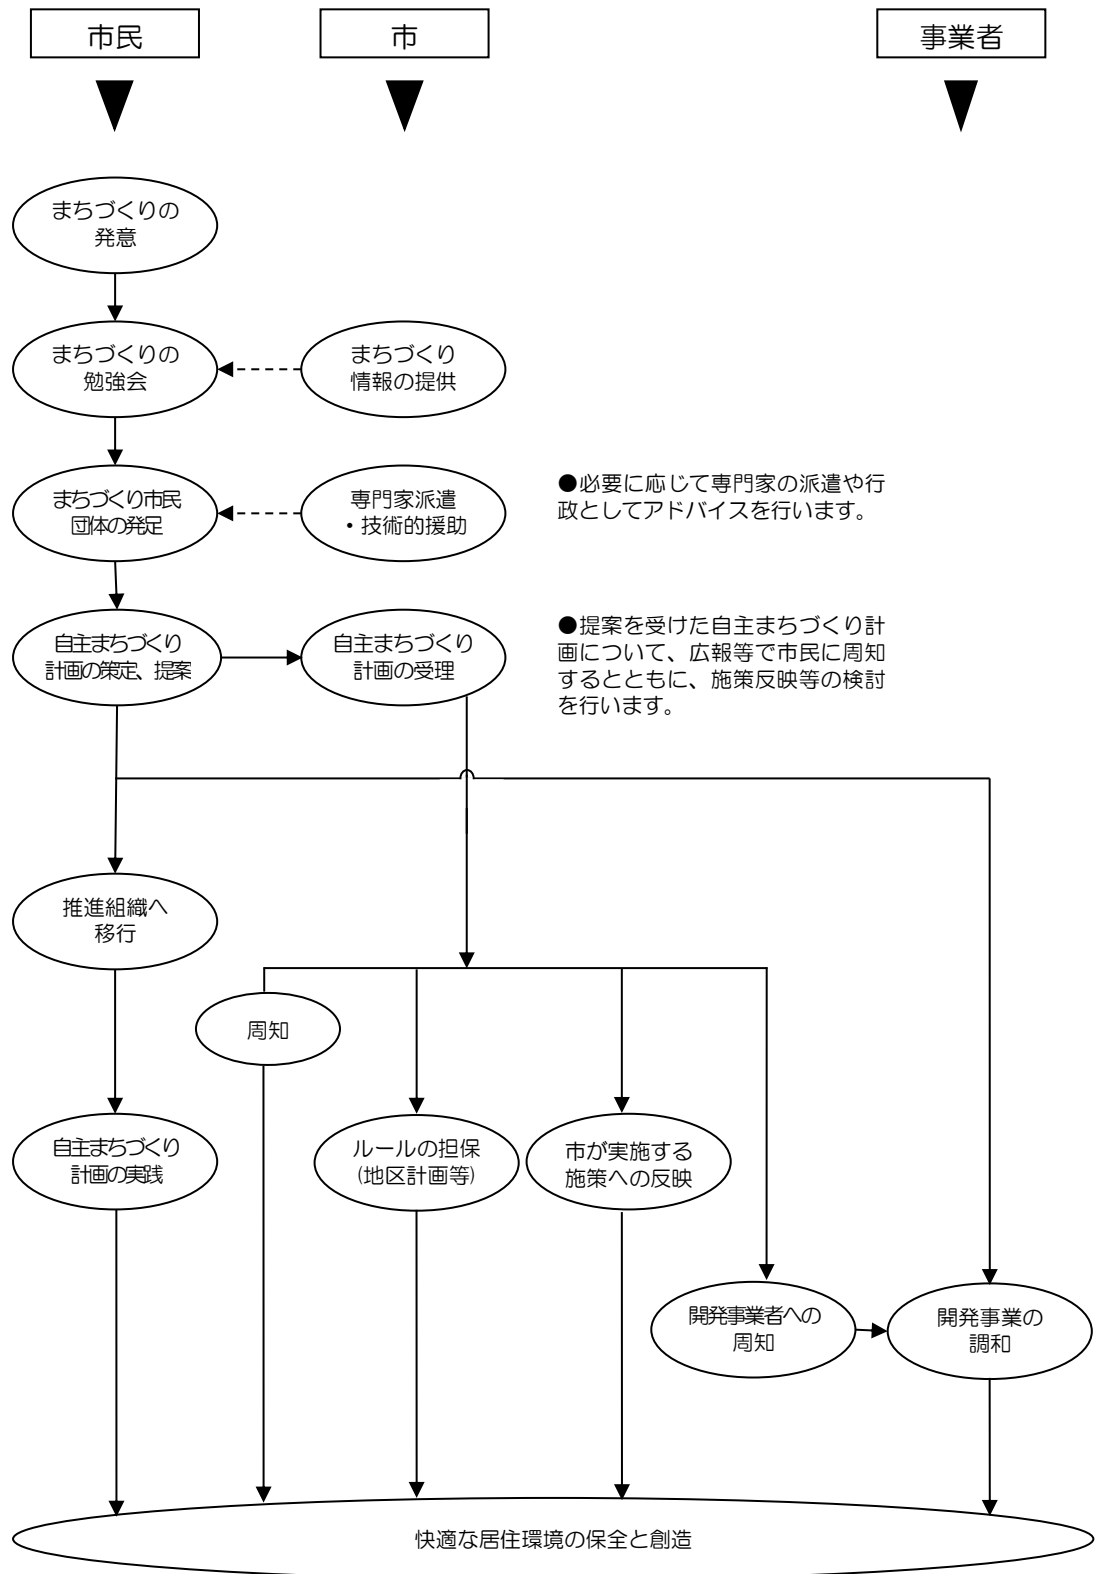 市民
市
事業者
まちづくりの
発意
まちづくりの
勉強会
まちづくり
情報の提供
まちづくり市民
団体の発足
専門家派遣
・技術的援助
●必要に応じて専門家の派遣や行
政としてアドバイスを行います。
自主まちづくり
計画の策定、提案
自主まちづくり
計画の受理
●提案を受けた自主まちづくり計
画について、広報等で市民に周知
するとともに、施策反映等の検討
を行います。
推進組織へ
移行
周知
自主まちづくり
計画の実践
ルールの担保
(地区計画等)
市が実施する
施策への反映
開発事業者への
周知
開発事業の
調和
快適な居住環境の保全と創造